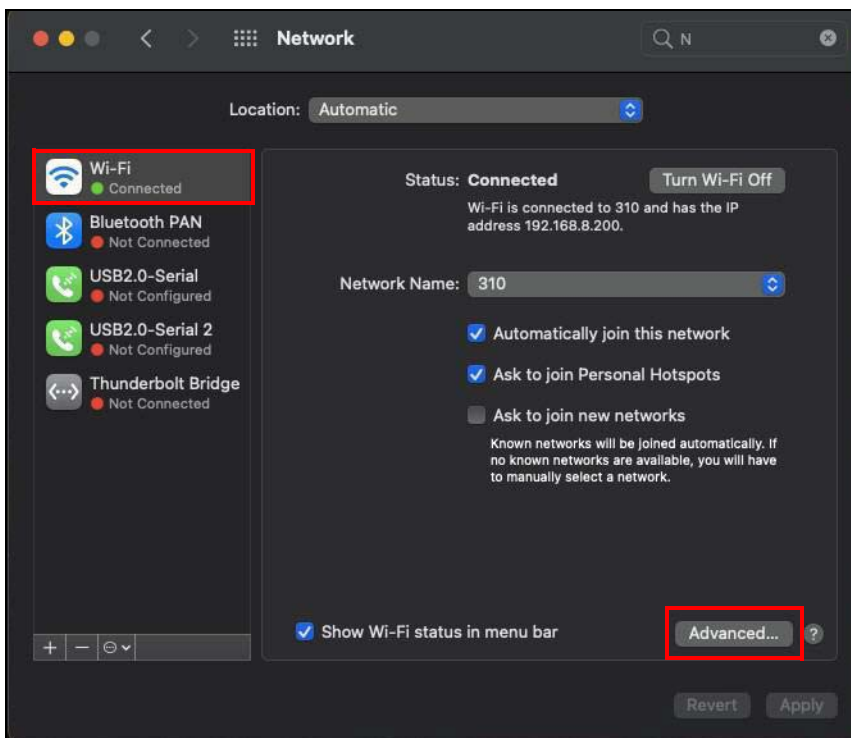 Network
N
Location: Automatic
Wi-Fi
Connected
Bluetooth PAN
Not Connected
USB2.0-Serial
Not Configured
USB2.0-Serial 2
Not Configured
Thunderbolt Bridge
Not Connected
Status: Connected
Turn Wi-Fi Off
Wi-Fi is connected to 310 and has the IP
address 192.168.8.200.
Network Name: 310
Automatically join this network
Ask to join Personal Hotspots
Ask to join new networks
Known networks will be joined automatically. If
no known networks are available, you will have
to manually select a network.
Show Wi-Fi status in menu bar
Advanced...
?
Revert
Apply